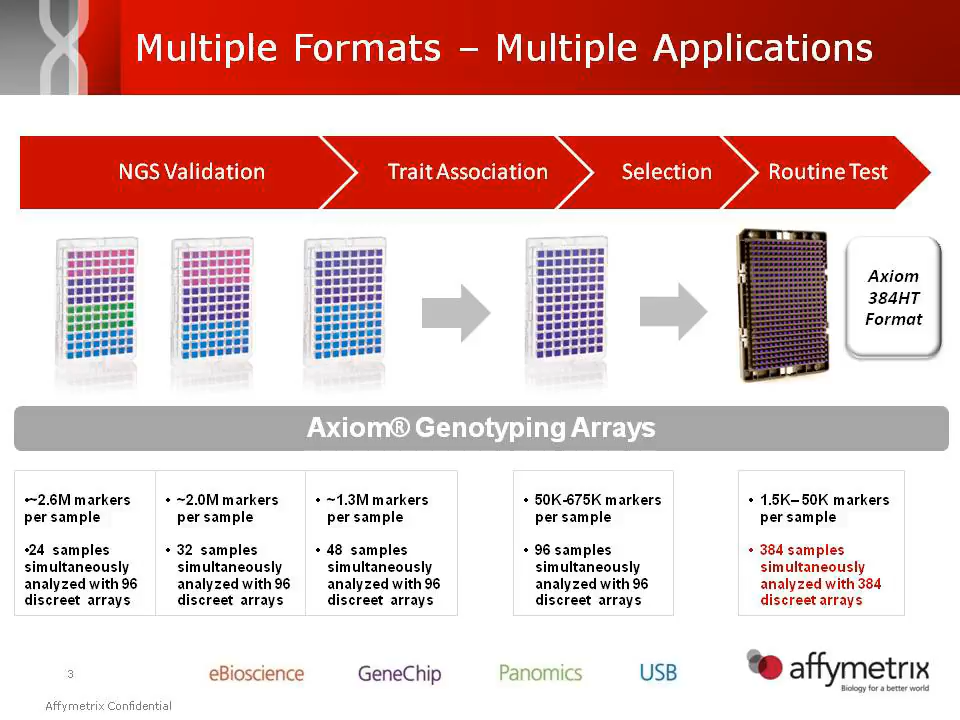 Multiple Formats – Multiple Applications
NGS Validation
Trait Association
Selection
Routine Test
Axiom
384HT
Format
Axiom® Genotyping Arrays
•~2.6M markers
per sample
•24 samples
simultaneously
analyzed with 96
discreet arrays
• ~2.0M markers
per sample
• 32 samples
simultaneously
analyzed with 96
discreet arrays
• ~1.3M markers
per sample
• 48 samples
simultaneously
analyzed with 96
discreet arrays
• 50K-675K markers
per sample
• 96 samples
simultaneously
analyzed with 96
discreet arrays
• 1.5K– 50K markers
per sample
• 384 samples
simultaneously
analyzed with 384
discreet arrays
3
eBioscience
GeneChip
Panomics
USB
affymetrix
Biology for a better world
Affymetrix Confidential